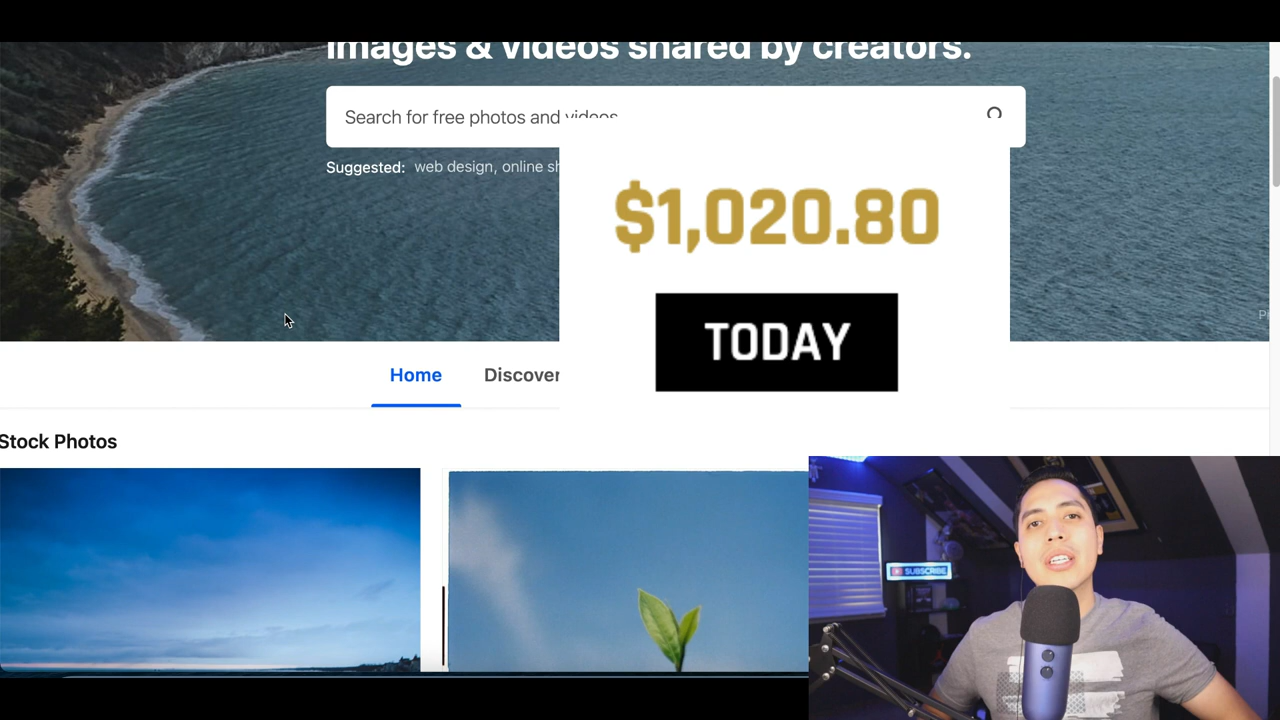 images & videos shared by creators.
Search for free photos and videos
Suggested: web design, online sh
$1,020.80
TODAY
Home
Discover
Stock Photos
SUBSCRIBE